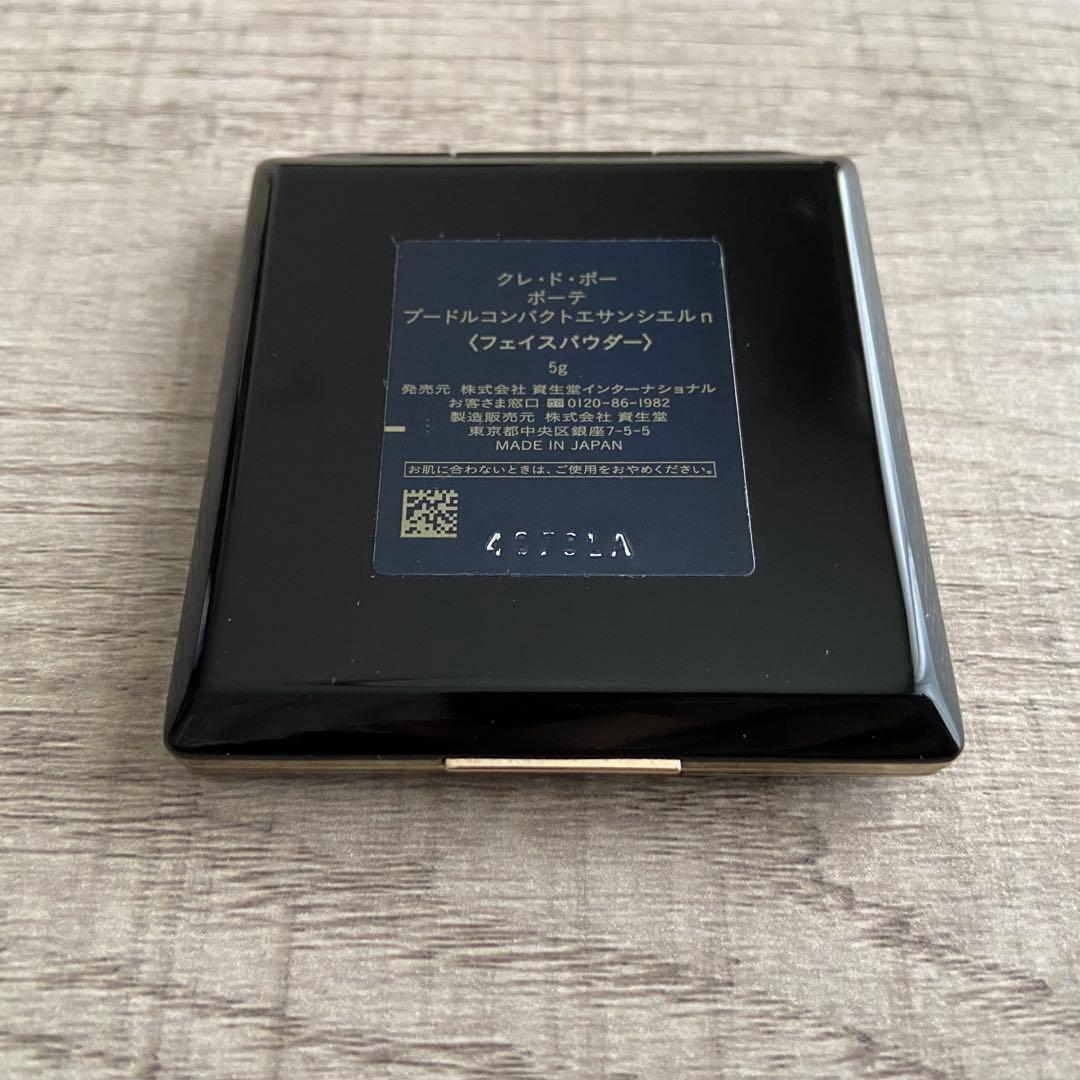 クレ・ド・ポー
ボーテ
プードルコンパクトエサンシエルn
〈フェイスパウダー〉
5g
発売元 株式会社 資生堂インターナショナル
お客さま窓口 0120-86-1982
製造販売元 株式会社 資生堂
東京都中央区銀座7-5-5
MADE IN JAPAN
お肌に合わないときは、ご使用をおやめください。